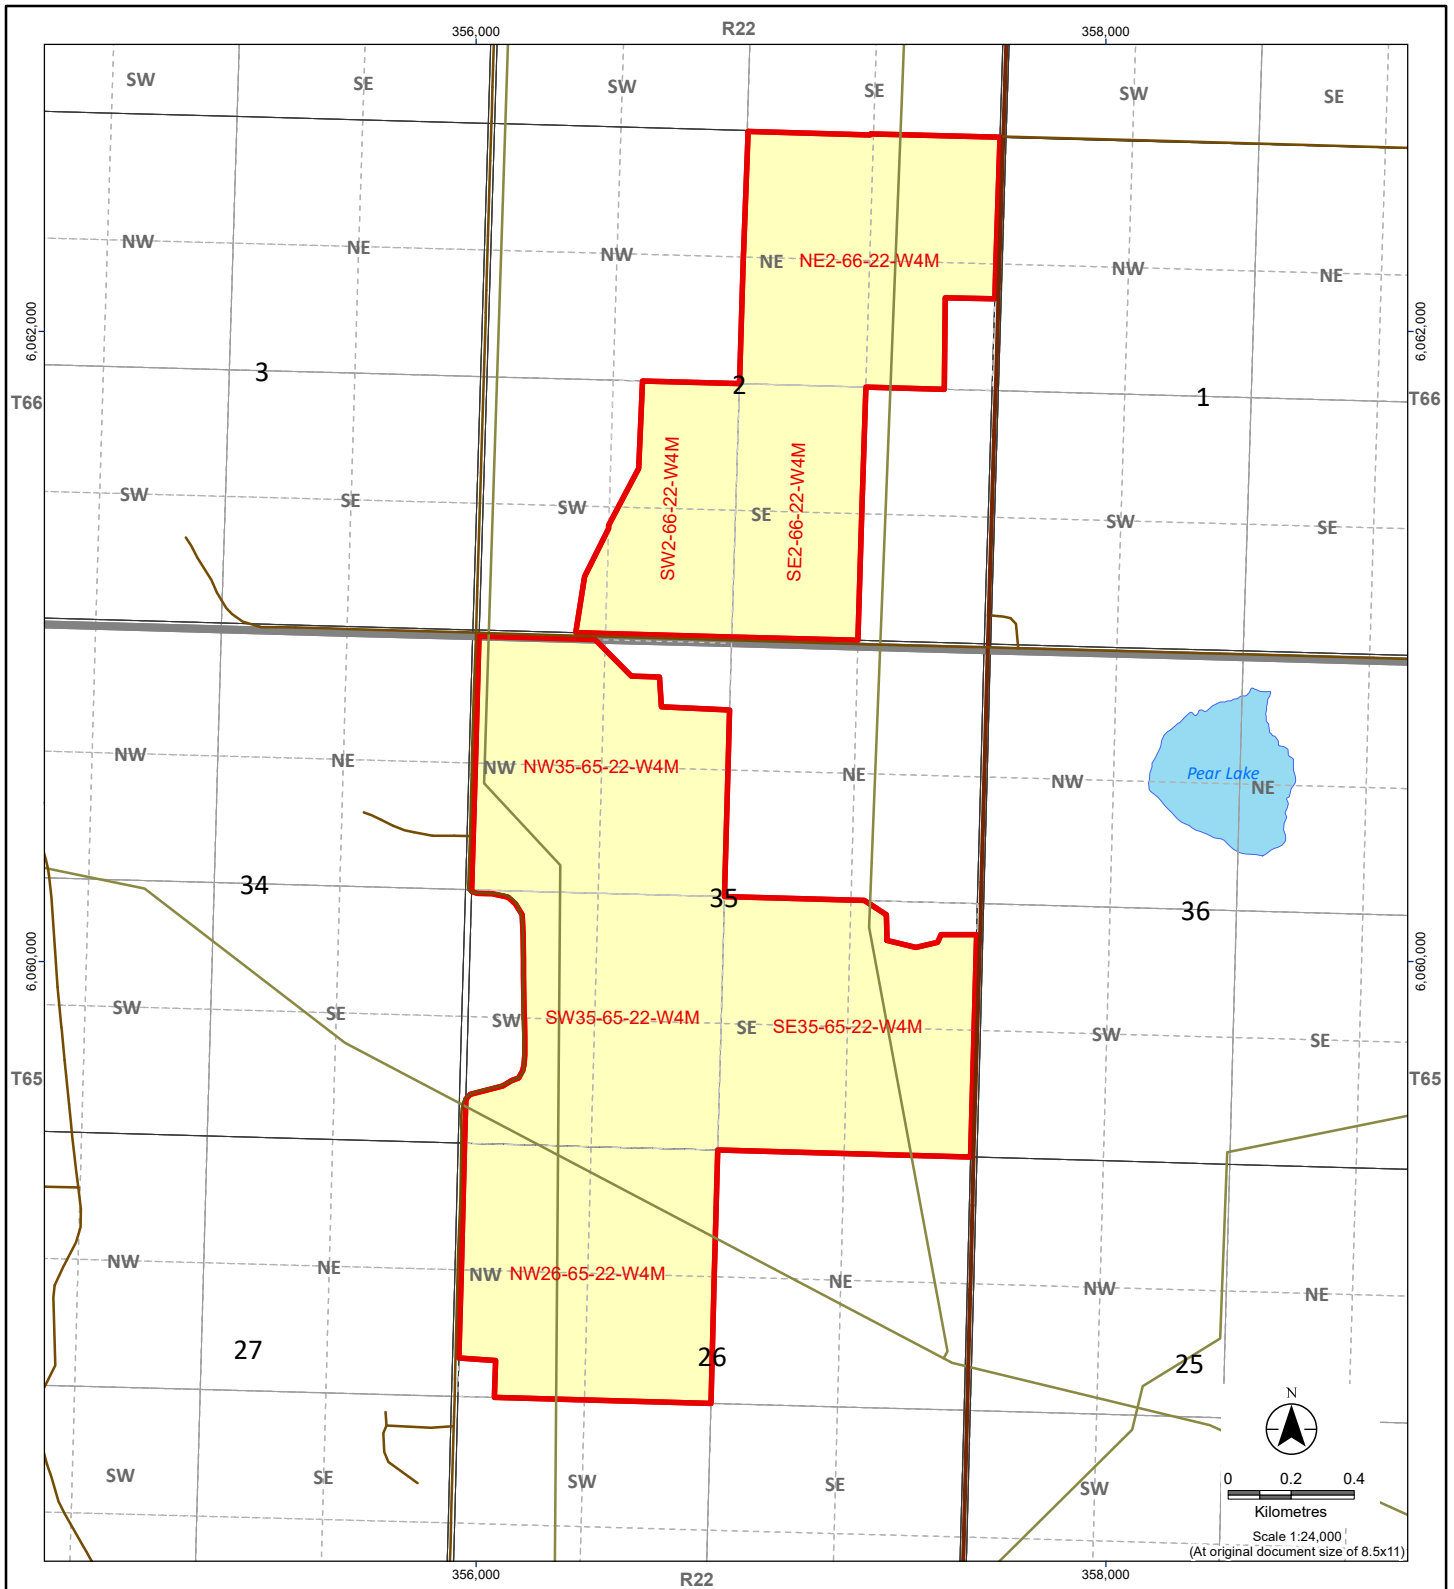 R22
356,000
358,000
SW
SE
SW
SE
SW
SE
NW
NE
NW
NE
NE2-66-22-W4M
NW
NE
6,062,000
6,062,000
3
2
1
T66
T66
SW
SE
SW
SW2-66-22-W4M
SE
SE2-66-22-W4M
SW
SE
NW
NE
NW
NW35-65-22-W4M
NE
NW
Pear Lake
NE
34
35
36
6,060,000
6,060,000
SW
SE
SW
SW35-65-22-W4M
SE
SE35-65-22-W4M
SW
SE
T65
T65
NW
NE
NW
NW26-65-22-W4M
NE
NW
NE
27
26
25
N
SW
SE
SW
SE
SW
0
0.2
0.4
Kilometres
Scale 1:24,000
(At original document size of 8.5x11)
356,000
358,000
R22